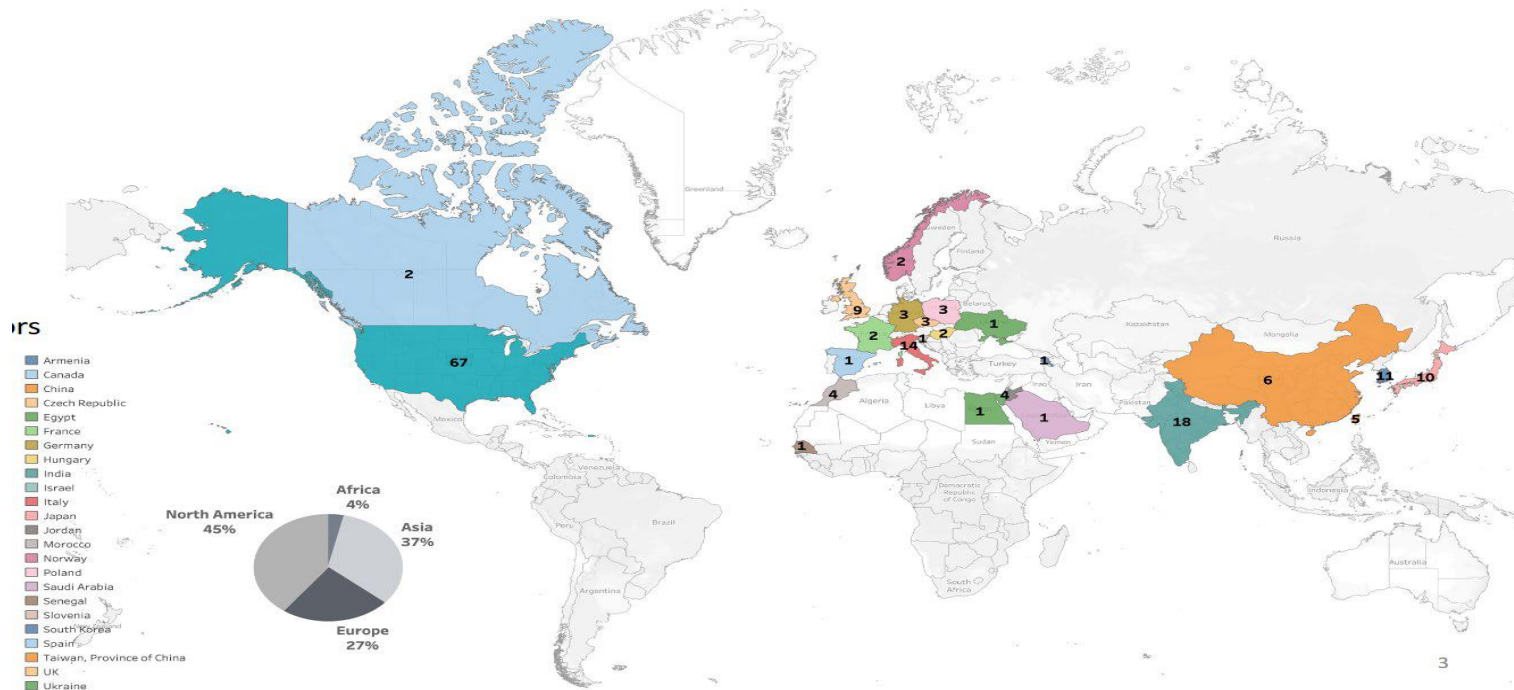 Greenland
Sweden
Finland
Russia
2
2
9
3
3
Belarus
3
1
2
2
14
1
1
Kazakhstan
Mongolia
67
Turkey
1
6
11
10
Iraq
Iran
4
Algeria
Libya
4
1
1
Pakistan
18
5
Mexico
1
Sudan
Yemen
Venezuela
Colombia
Democratic
Republic
of Congo
Indonesia
Peru
Brazil
South
Africa
Argentina
Australia
New Zealand
ors
Armenia
Canada
China
Czech Republic
Egypt
France
Germany
Hungary
India
Israel
Italy
Japan
Jordan
Morocco
Norway
Poland
Saudi Arabia
Senegal
Slovenia
South Korea
Spain
Taiwan, Province of China
UK
Ukraine
Africa
4%
North America
45%
Asia
37%
Europe
27%
3